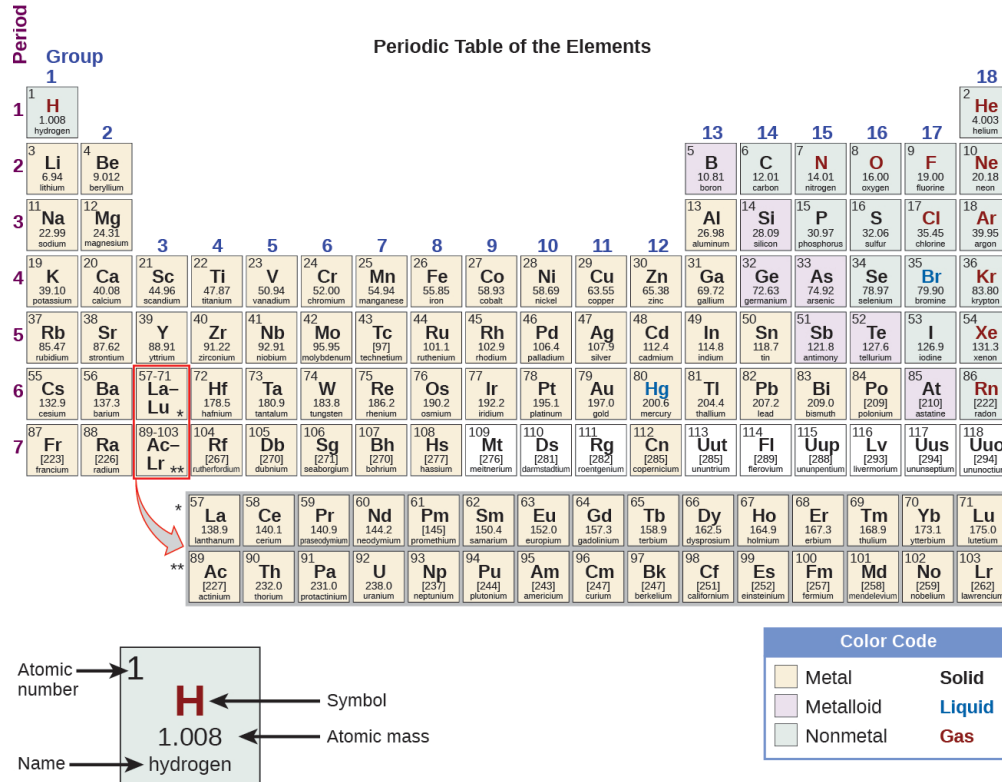 Periodic Table of the Elements
Period
Group
1 18
1 2
1 H He
1.008 4.003
hydrogen helium
2 13 14 15 16 17
3 4 5 6 7 8 9 10
2 Li Be B C N O F Ne
6.94 9.012 10.81 12.01 14.01 16.00 19.00 20.18
lithium beryllium boron carbon nitrogen oxygen fluorine neon
11 12 13 14 15 16 17 18
3 Na Mg Al Si P S Cl Ar
22.99 24.31 26.98 28.09 30.97 32.06 35.45 39.95
sodium magnesium aluminum silicon phosphorus sulfur chlorine argon
3 4 5 6 7 8 9 10 11 12
19 20 21 22 23 24 25 26 27 28 29 30 31 32 33 34 35 36
4 K Ca Sc Ti V Cr Mn Fe Co Ni Cu Zn Ga Ge As Se Br Kr
39.10 40.08 44.96 47.87 50.94 52.00 54.94 55.85 58.93 58.69 63.55 65.38 69.72 72.63 74.92 78.97 79.90 83.80
potassium calcium scandium titanium vanadium chromium manganese iron cobalt nickel copper zinc gallium germanium arsenic selenium bromine krypton
37 38 39 40 41 42 43 44 45 46 47 48 49 50 51 52 53 54
5 Rb Sr Y Zr Nb Mo Tc Ru Rh Pd Ag Cd In Sn Sb Te I Xe
85.47 87.62 88.91 91.22 92.91 95.95 [97] 101.1 102.9 106.4 107.9 112.4 114.8 118.7 121.8 127.6 126.9 131.3
rubidium strontium yttrium zirconium niobium molybdenum technetium ruthenium rhodium palladium silver cadmium indium tin antimony tellurium iodine xenon
55 56 57-71 72 73 74 75 76 77 78 79 80 81 82 83 84 85 86
6 Cs Ba La– Lu * Hf Ta W Re Os Ir Pt Au Hg Tl Pb Bi Po At Rn
132.9 137.3 178.5 180.9 183.8 186.2 190.2 192.2 195.1 197.0 200.6 204.4 207.2 209.0 [209] [210] [222]
cesium barium hafnium tantalum tungsten rhenium osmium iridium platinum gold mercury thallium lead bismuth polonium astatine radon
87 88 89-103 104 105 106 107 108 109 110 111 112 113 114 115 116 117 118
7 Fr Ra Ac– Lr ** Rf Db Sg Bh Hs Mt Ds Rg Cn Uut Fl Uup Lv Uus Uuo
[223] [226] [267] [270] [271] [270] [277] [276] [281] [282] [285] [285] [289] [288] [293] [294] [294]
francium radium rutherfordium dubnium seaborgium bohrium hassium meitnerium darmstadtium roentgenium copernicium ununtrium flerovium ununpentium livermorium ununseptium ununoctium
57 58 59 60 61 62 63 64 65 66 67 68 69 70 71
* La Ce Pr Nd Pm Sm Eu Gd Tb Dy Ho Er Tm Yb Lu
138.9 140.1 140.9 144.2 [145] 150.4 152.0 157.3 158.9 162.5 164.9 167.3 168.9 173.1 175.0
lanthanum cerium praseodymium neodymium promethium samarium europium gadolinium terbium dysprosium holmium erbium thulium ytterbium lutetium
89 90 91 92 93 94 95 96 97 98 99 100 101 102 103
** Ac Th Pa U Np Pu Am Cm Bk Cf Es Fm Md No Lr
[227] 232.0 231.0 238.0 [237] [244] [243] [247] [247] [251] [252] [257] [258] [259] [262]
actinium thorium protactinium uranium neptunium plutonium americium curium berkelium californium einsteinium fermium mendelevium nobelium lawrencium
Atomic number
1
H
Symbol
1.008
Atomic mass
Name
hydrogen
Color Code
Metal Solid
Metalloid Liquid
Nonmetal Gas